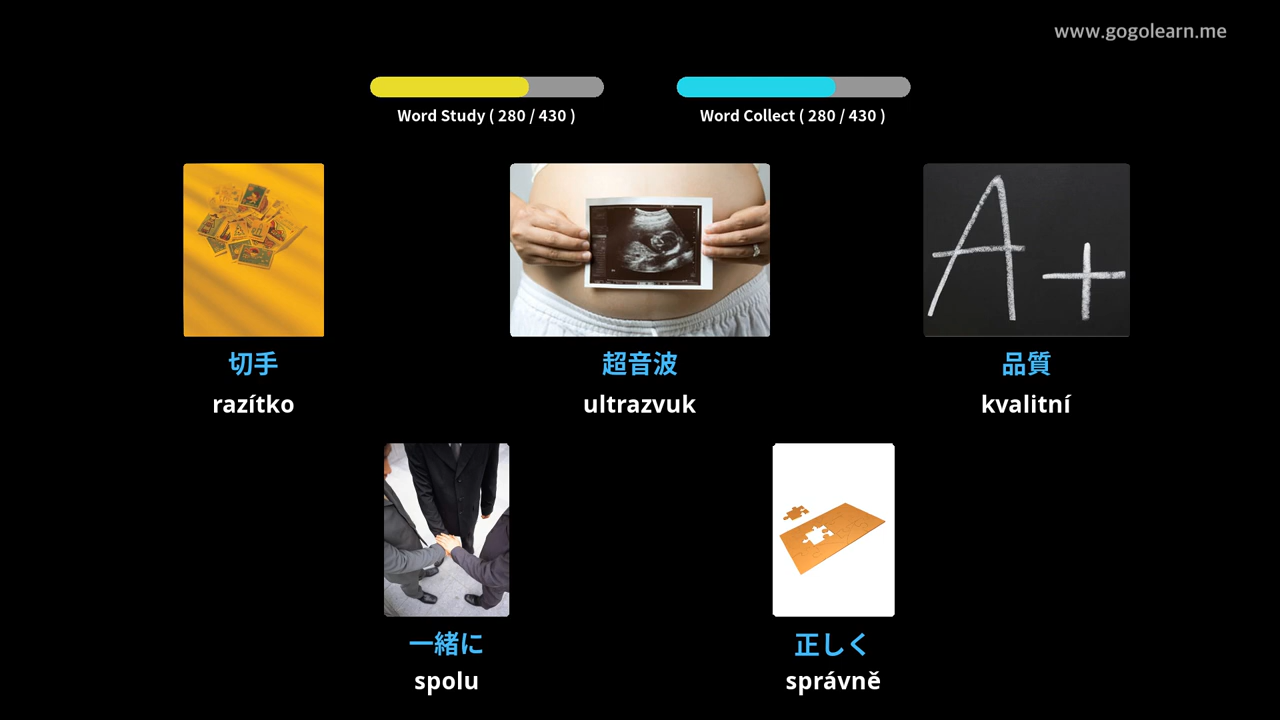 www.gogolearn.me
Word Study ( 280 / 430 )
Word Collect ( 280 / 430 )
切手
razítko
超音波
ultrazvuk
A+
品質
kvalitní
一緒に
spolu
正しく
správně